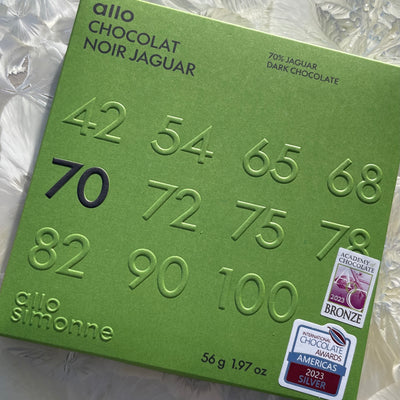 allo
CHOCOLAT
NOIR JAGUAR
70% JAGUAR
DARK CHOCOLATE
42 54 65 68
70 72 75 78
82 90 100
allo
simonne
56 g 1.97 oz
ACADEMY
OF CHOCOLATE
2023
BRONZE
INTERNATIONAL
CHOCOLATE
AWARDS
AMERICAS
2023
SILVER